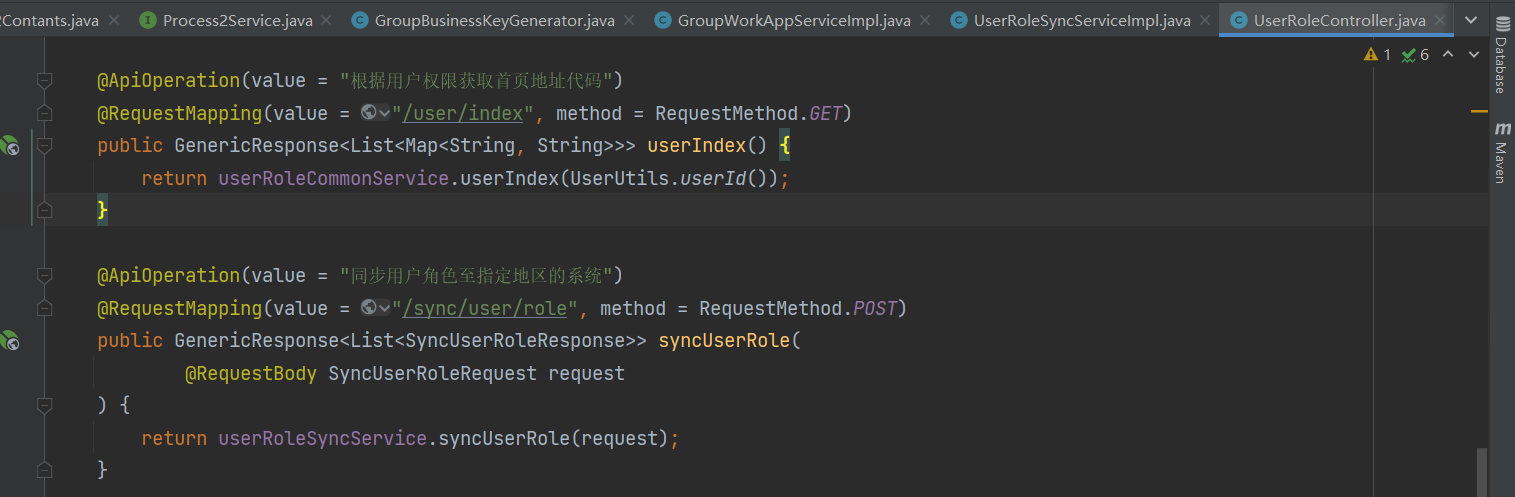 2Contants.java Process2Service.java GroupBusinessKeyGenerator.java GroupWorkAppServiceImpl.java UserRoleSyncServiceImpl.java UserRoleController.java
1 6
@ApiOperation(value = "根据用户权限获取首页地址代码")
@RequestMapping(value = "/user/index", method = RequestMethod.GET)
public GenericResponse<List<Map<String, String>>> userIndex() {
return userRoleCommonService.userIndex(UserUtils.userId());
}
@ApiOperation(value = "同步用户角色至指定地区的系统")
@RequestMapping(value = "/sync/user/role", method = RequestMethod.POST)
public GenericResponse<List<SyncUserRoleResponse>> syncUserRole(
@RequestBody SyncUserRoleRequest request
) {
return userRoleSyncService.syncUserRole(request);
}
Database
Maven